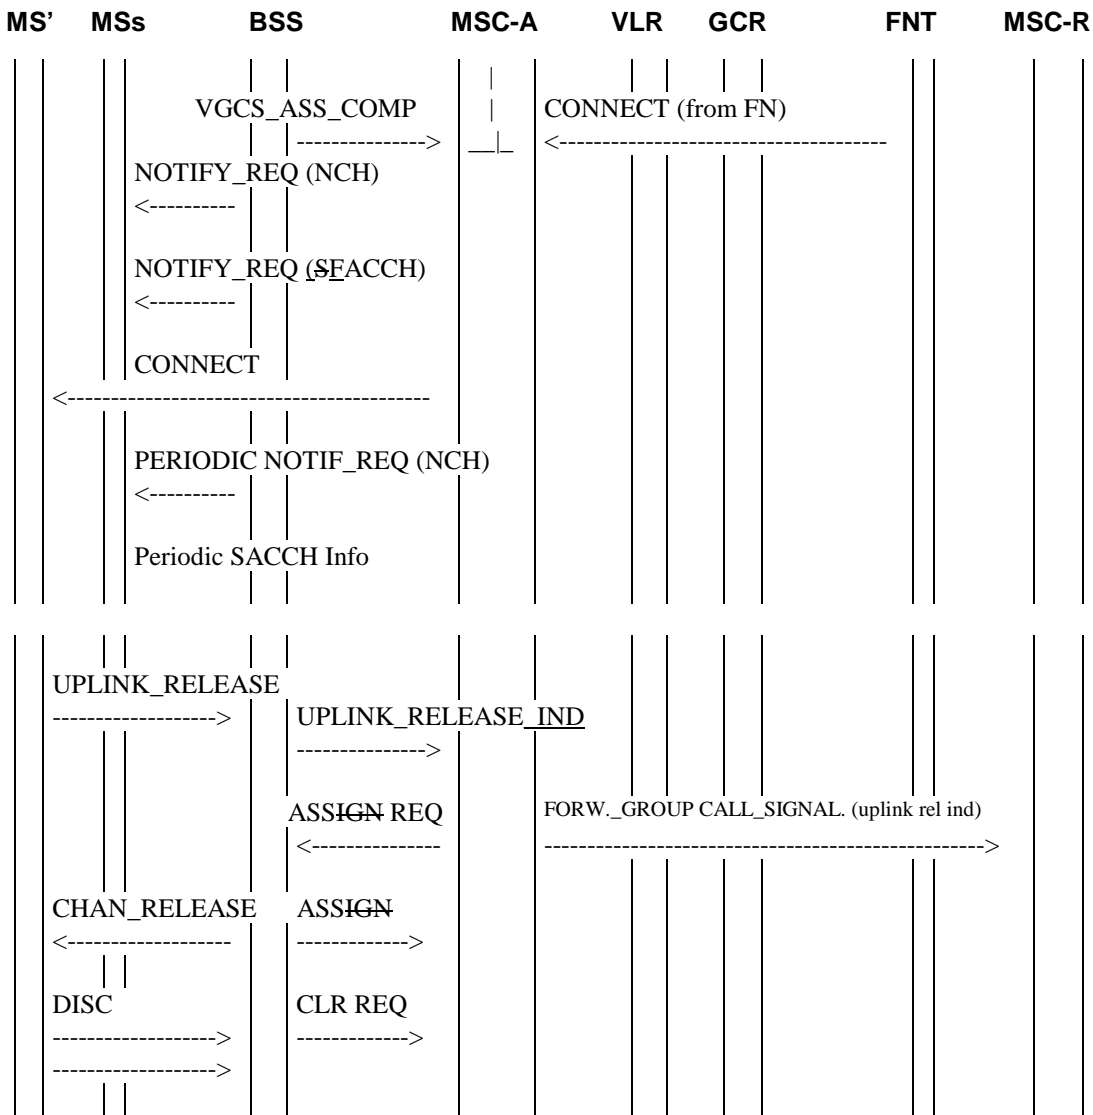 MS’ MSs BSS MSC-A VLR GCR FNT MSC-R
VGCS_ASS_COMP | CONNECT (from FN)
---------------> __|_ <--------------------------------------
NOTIFY_REQ (NCH)
<----------
NOTIFY_REQ (SFACCH)
<----------
CONNECT
<------------------------------------------
PERIODIC NOTIF_REQ (NCH)
<----------
Periodic SACCH Info
UPLINK_RELEASE
-------------------> UPLINK_RELEASE_IND
--------------->
ASSIGN REQ FORW._GROUP CALL_SIGNAL. (uplink rel ind)
<--------------- --------------------------------------------------->
CHAN_RELEASE ASSIGN
<------------------- ------------->
DISC CLR REQ
-------------------> ------------->
------------------->